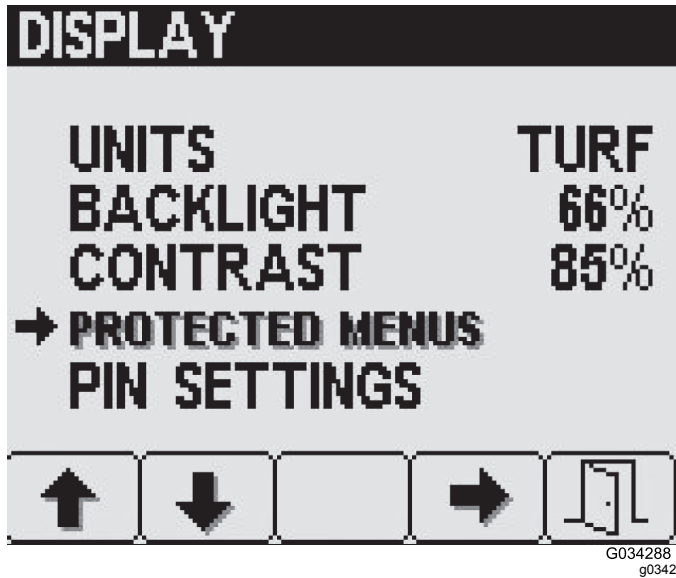 DISPLAY
UNITS TURF
BACKLIGHT 66%
CONTRAST 85%
PROTECTED MENUS
PIN SETTINGS
G034288
g0342